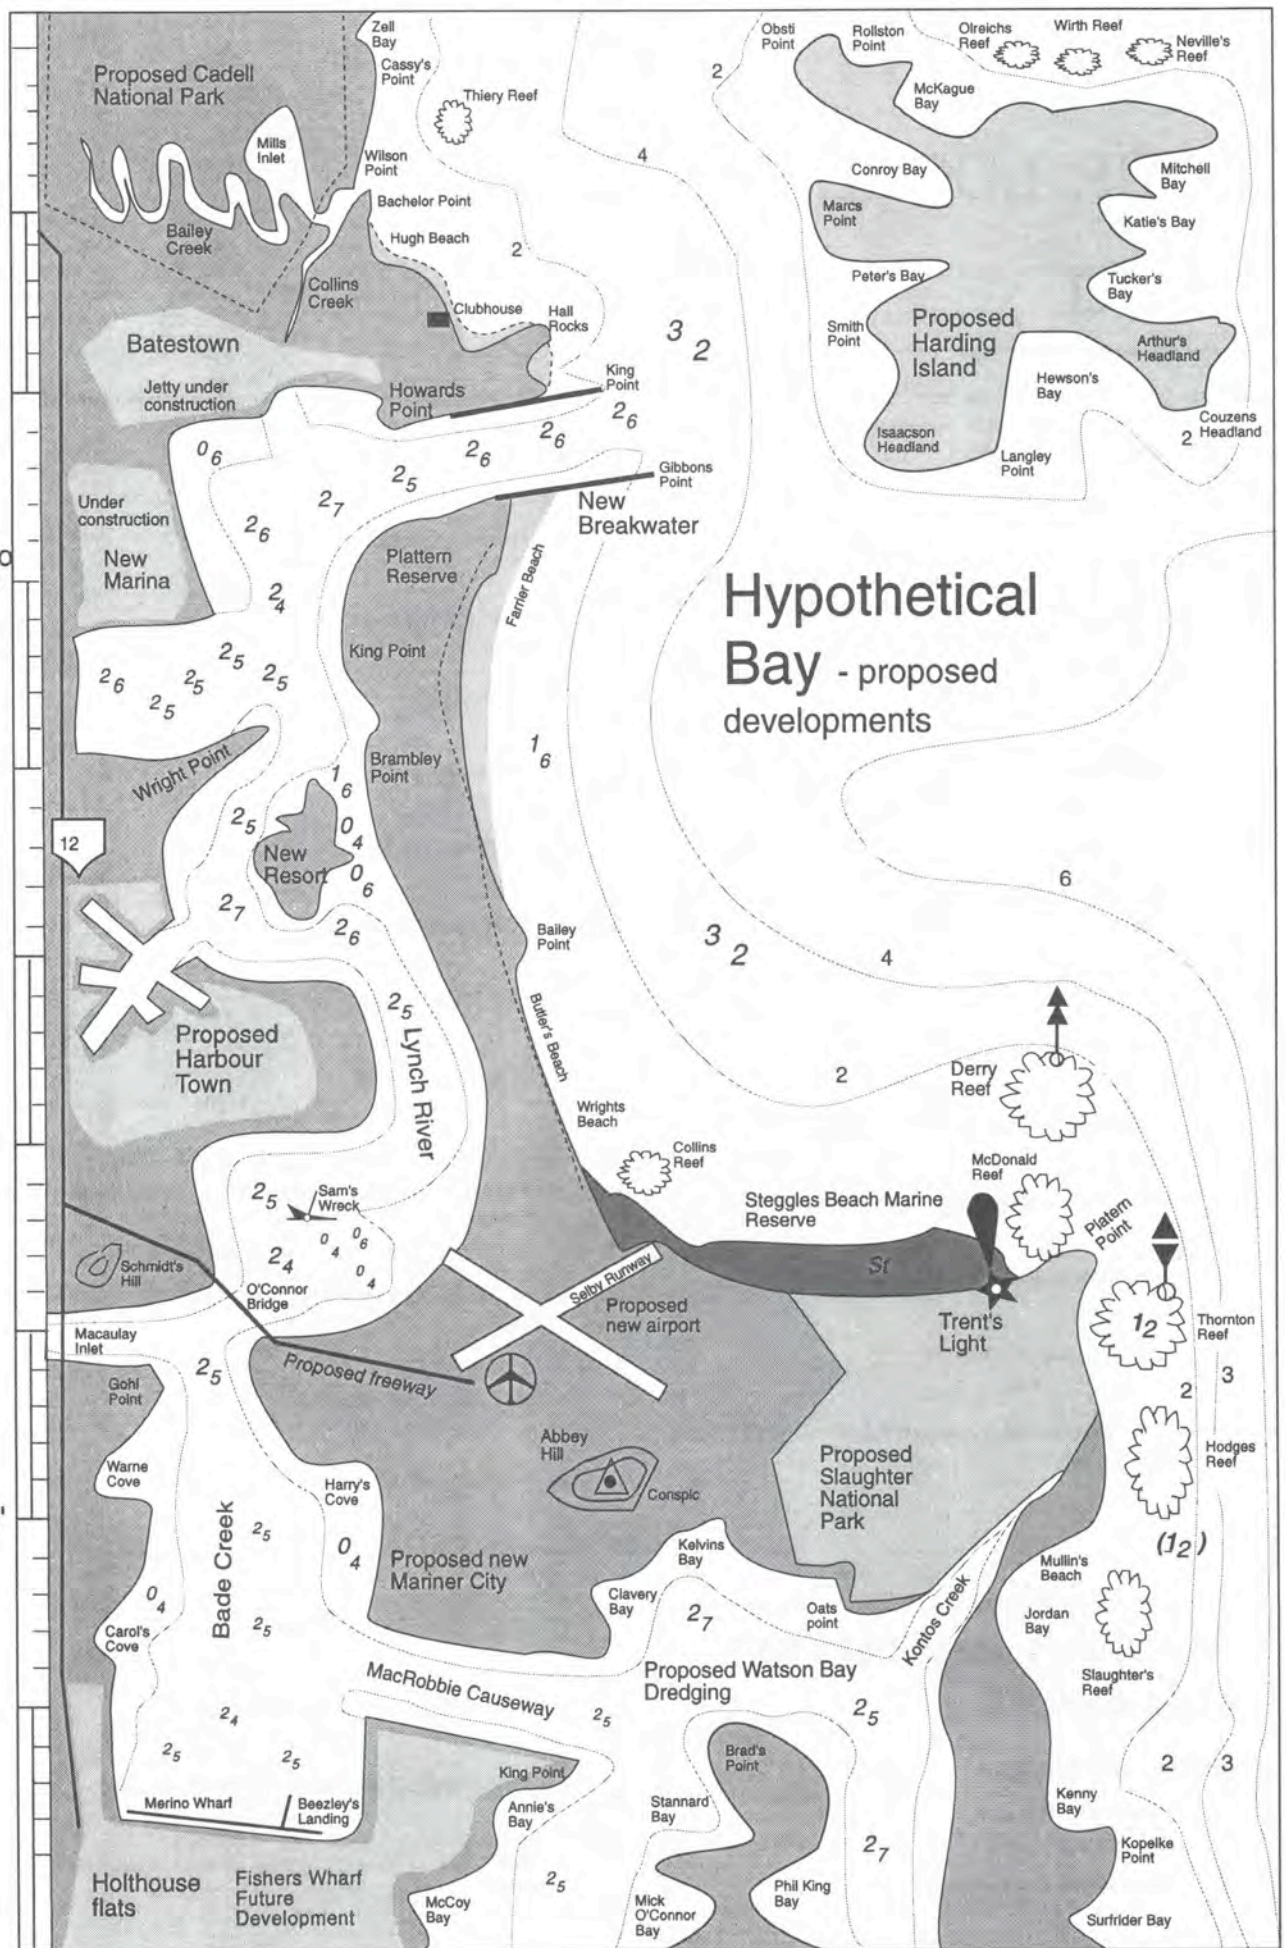 Zell
Bay
Cassy's
Point
Proposed Cadell
National Park
Thiery Reef
Mills
Inlet
Wilson
Point
Bachelor Point
Bailey
Creek
Hugh Beach
Collins
Creek
Clubhouse
Hall
Rocks
2
4
2
3 2
Obsti
Point
Rollston
Point
Olreichs
Reef
Wirth Reef
Neville's
Reef
McKague
Bay
Conroy Bay
Mitchell
Bay
Marcs
Point
Katie's Bay
Peter's Bay
Tucker's
Bay
Smith
Point
Proposed
Harding
Island
Arthur's
Headland
Hewson's
Bay
Isaacson
Headland
Langley
Point
2
Couzens
Headland
Batestown
Jetty under
construction
Howards
Point
King
Point
0 6
2 6
2 6
2 6
2 5
2 7
2 6
2 4
Gibbons
Point
New
Breakwater
Under
construction
New
Marina
0
Plattern
Reserve
Farrier Beach
King Point
Hypothetical
Bay - proposed
developments
2 5
2 6
2 5
2 5
2 5
Wright Point
Brambley
Point
1 6
1 6
12
2 5
0 4
New
Resort
0 6
2 7
2 6
6
Bailey
Point
3 2
4
2 5
Butler's Beach
Lynch River
Proposed
Harbour
Town
2
Derry
Reef
Wrights
Beach
Collins
Reef
McDonald
Reef
Steggles Beach Marine
Reserve
Platern
Point
2 5
Sam's
Wreck
0 4
0 6
0 4
2 4
Schmidt's
Hill
O'Connor
Bridge
Selby Runway
St
Proposed
new airport
Trent's
Light
1 2
Thornton
Reef
3
2
Macaulay
Inlet
Proposed freeway
2 5
Gohl
Point
Abbey
Hill
Conspic
Proposed
Slaughter
National
Park
Hodges
Reef
Warne
Cove
Harry's
Cove
Bade Creek
2 5
0 4
Proposed new
Mariner City
Kelvins
Bay
(1 2)
Mullin's
Beach
Clavery
Bay
Oats
point
Kontos Creek
Jordan
Bay
0 4
2 5
Carol's
Cove
2 7
Slaughter's
Reef
MacRobbie Causeway
Proposed Watson Bay
Dredging
2 4
2 5
2 5
2 5
2 5
Brad's
Point
2
3
King Point
Merino Wharf
Beezley's
Landing
Annie's
Bay
Stannard
Bay
Kenny
Bay
Kopelke
Point
2 7
Holthouse
flats
Fishers Wharf
Future
Development
2 5
McCoy
Bay
Mick
O'Connor
Bay
Phil King
Bay
Surfrider Bay